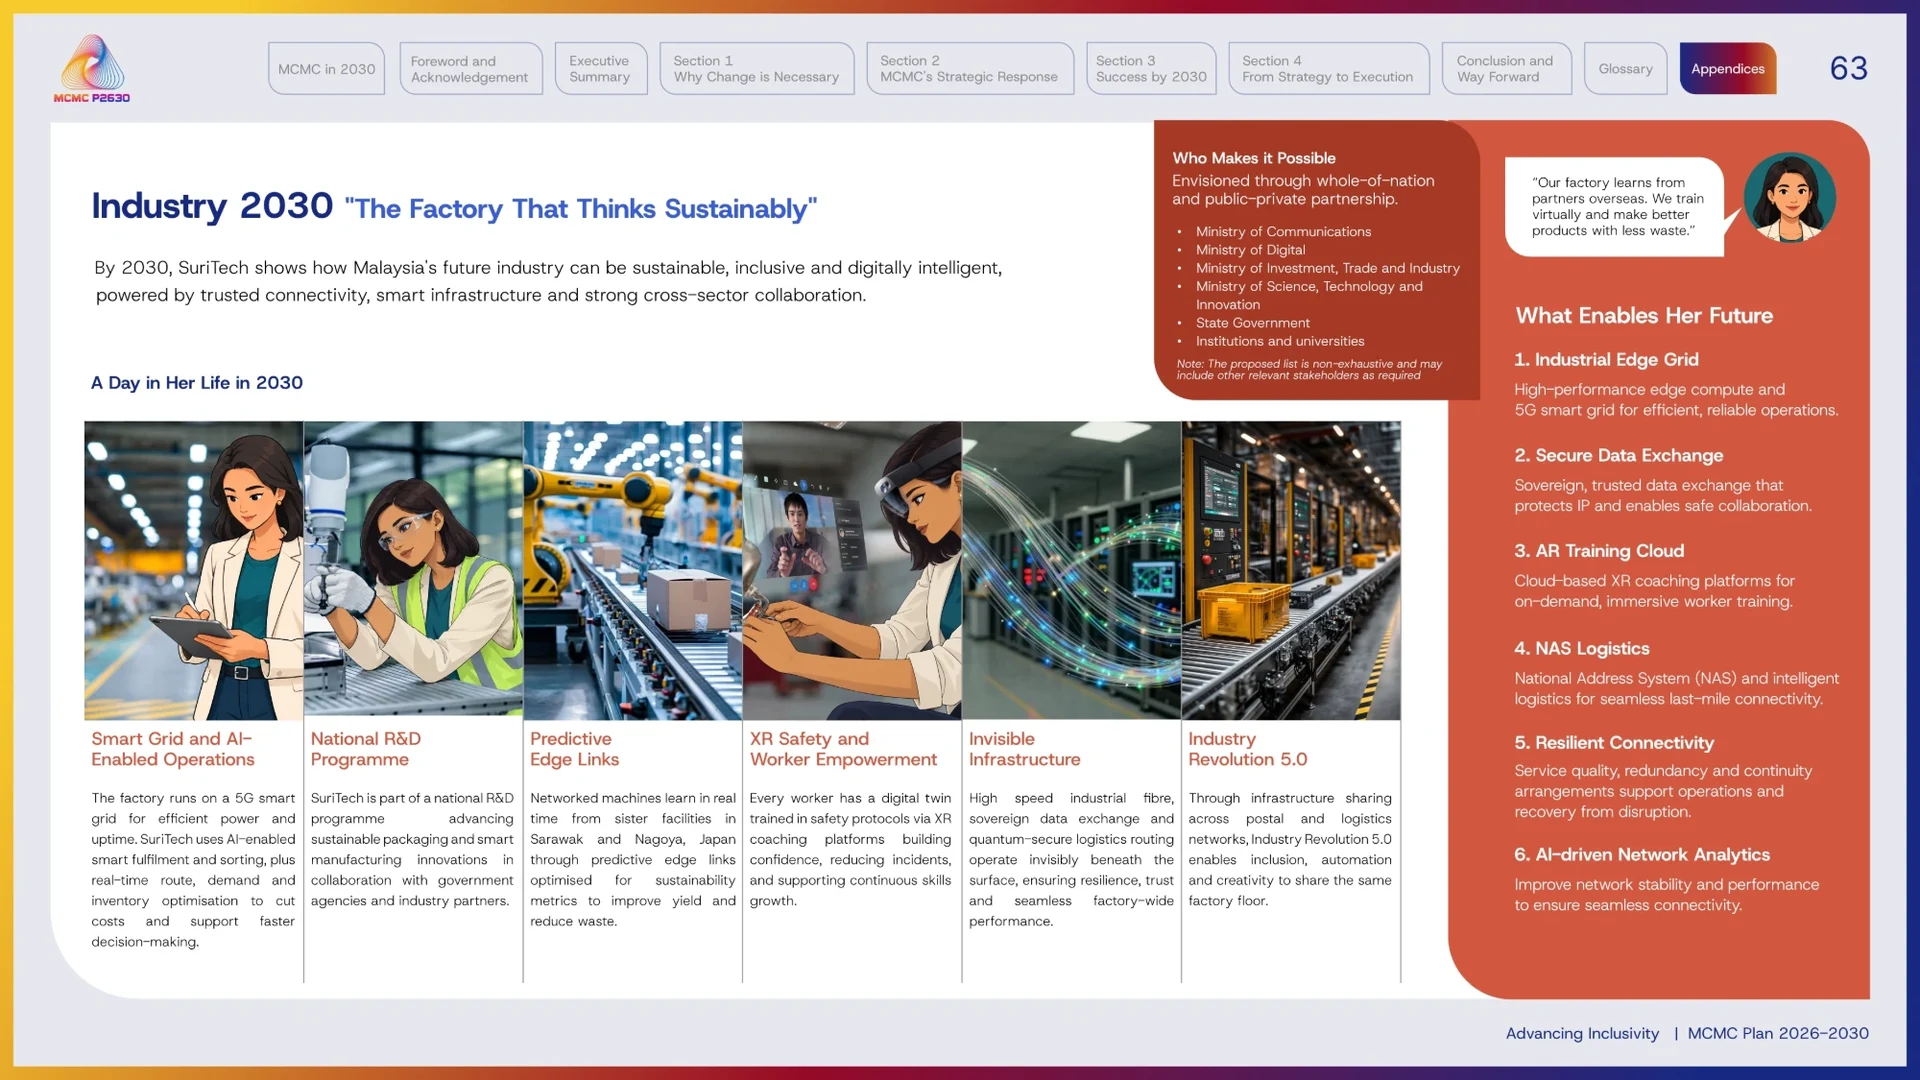 MCMC P2630
MCMC in 2030
Foreword and
Acknowledgement
Executive
Summary
Section 1
Why Change is Necessary
Section 2
MCMC's Strategic Response
Section 3
Success by 2030
Section 4
From Strategy to Execution
Conclusion and
Way Forward
Glossary
Appendices
63
Industry 2030 "The Factory That Thinks Sustainably"
By 2030, SuriTech shows how Malaysia's future industry can be sustainable, inclusive and digitally intelligent,
powered by trusted connectivity, smart infrastructure and strong cross-sector collaboration.
Who Makes it Possible
Envisioned through whole-of-nation
and public-private partnership.
• Ministry of Communications
• Ministry of Digital
• Ministry of Investment, Trade and Industry
• Ministry of Science, Technology and
Innovation
• State Government
• Institutions and universities
Note: The proposed list is non-exhaustive and may
include other relevant stakeholders as required
A Day in Her Life in 2030
Smart Grid and AI-
Enabled Operations
The factory runs on a 5G smart
grid for efficient power and
uptime. SuriTech uses AI-enabled
smart fulfilment and sorting, plus
real-time route, demand and
inventory optimisation to cut
costs and support faster
decision-making.
National R&D
Programme
SuriTech is part of a national R&D
programme advancing
sustainable packaging and smart
manufacturing innovations in
collaboration with government
agencies and industry partners.
Predictive
Edge Links
Networked machines learn in real
time from sister facilities in
Sarawak and Nagoya, Japan
through predictive edge links
optimised for sustainability
metrics to improve yield and
reduce waste.
XR Safety and
Worker Empowerment
Every worker has a digital twin
trained in safety protocols via XR
coaching platforms building
confidence, reducing incidents,
and supporting continuous skills
growth.
Invisible
Infrastructure
High speed industrial fibre,
sovereign data exchange and
quantum-secure logistics routing
operate invisibly beneath the
surface, ensuring resilience, trust
and seamless factory-wide
performance.
Industry
Revolution 5.0
Through infrastructure sharing
across postal and logistics
networks, Industry Revolution 5.0
enables inclusion, automation
and creativity to share the same
factory floor.
"Our factory learns from
partners overseas. We train
virtually and make better
products with less waste."
What Enables Her Future
1. Industrial Edge Grid
High-performance edge compute and
5G smart grid for efficient, reliable operations.
2. Secure Data Exchange
Sovereign, trusted data exchange that
protects IP and enables safe collaboration.
3. AR Training Cloud
Cloud-based XR coaching platforms for
on-demand, immersive worker training.
4. NAS Logistics
National Address System (NAS) and intelligent
logistics for seamless last-mile connectivity.
5. Resilient Connectivity
Service quality, redundancy and continuity
arrangements support operations and
recovery from disruption.
6. AI-driven Network Analytics
Improve network stability and performance
to ensure seamless connectivity.
Advancing Inclusivity | MCMC Plan 2026-2030